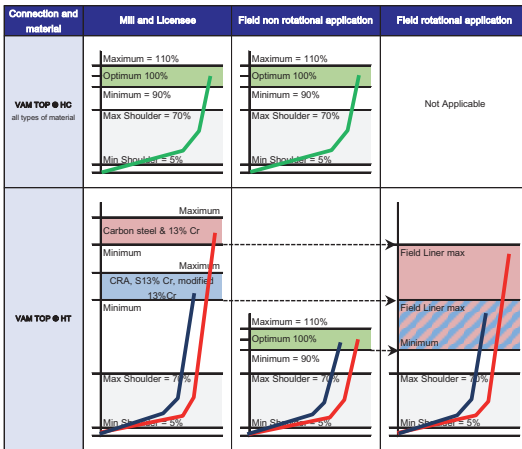 Connection and material
Mill and Licensee
Field non rotational application
Field rotational application
VAM TOP ® HC
all types of material
Maximum = 110%
Optimum 100%
Minimum = 90%
Max Shoulder = 70%
Min Shoulder = 5%
Maximum = 110%
Optimum 100%
Minimum = 90%
Max Shoulder = 70%
Min Shoulder = 5%
Not Applicable
VAM TOP ® HT
Maximum
Carbon steel & 13% Cr
Minimum
Maximum
CRA, S13% Cr, modified
13%Cr
Minimum
Max Shoulder = 70%
Min Shoulder = 5%
Maximum = 110%
Optimum 100%
Minimum = 90%
Max Shoulder = 70%
Min Shoulder = 5%
Field Liner max
Field Liner max
Minimum
Max Shoulder = 70%
Min Shoulder = 5%